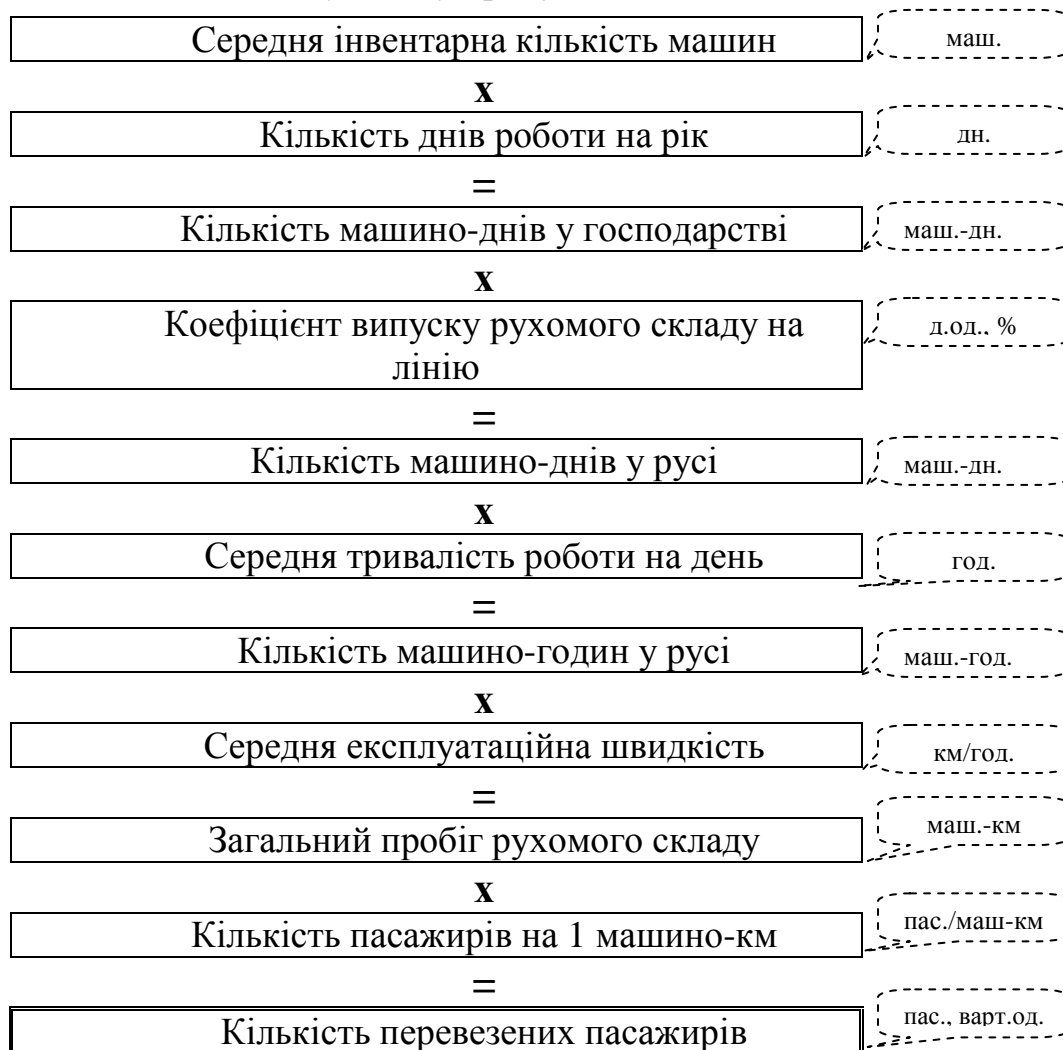 Середня інвентарна кількість машин маш.
х
Кількість днів роботи на рік дн.
=
Кількість машино-днів у господарстві маш.-дн.
х
Коефіцієнт випуску рухомого складу на д.од., %
лінію
=
Кількість машино-днів у русі маш.-дн.
х
Середня тривалість роботи на день год.
=
Кількість машино-годин у русі маш.-год.
х
Середня експлуатаційна швидкість км/год.
=
Загальний пробіг рухомого складу маш.-км
х
Кількість пасажирів на 1 машино-км пас./маш-км
=
Кількість перевезених пасажирів пас., варт.од.